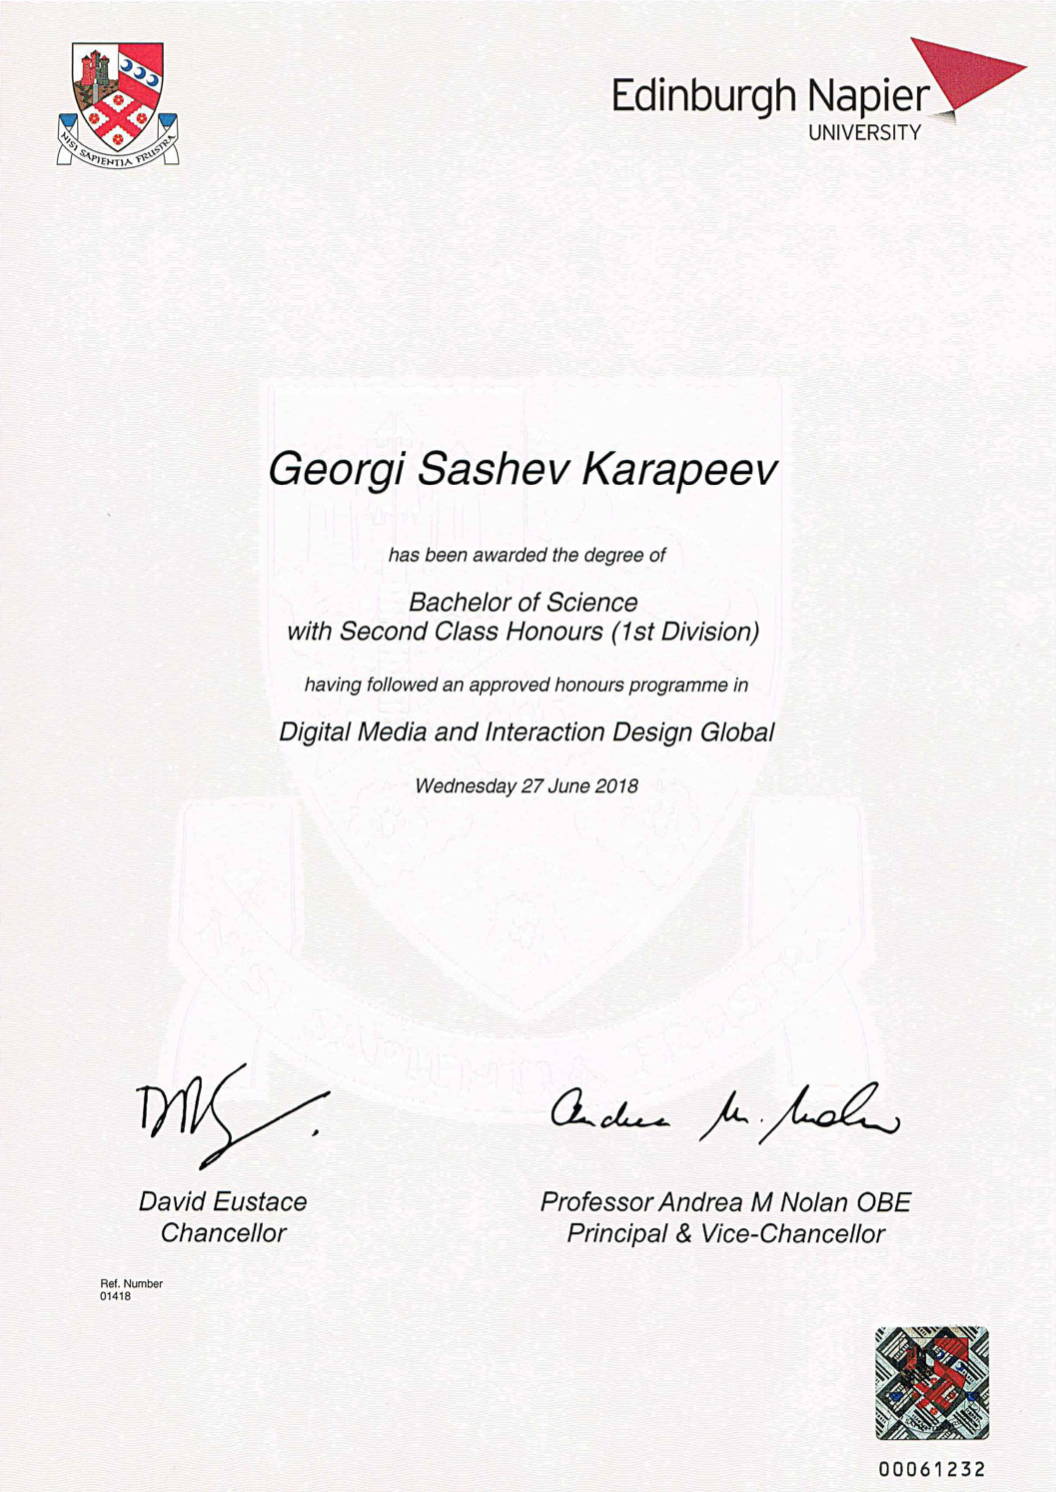 NISI SAPIENTIA FRUSTRA
Edinburgh Napier
UNIVERSITY
Georgi Sashev Karapeev
has been awarded the degree of
Bachelor of Science
with Second Class Honours (1st Division)
having followed an approved honours programme in
Digital Media and Interaction Design Global
Wednesday 27 June 2018
David Eustace
Chancellor
Professor Andrea M Nolan OBE
Principal & Vice-Chancellor
Ref. Number
01418
00061232